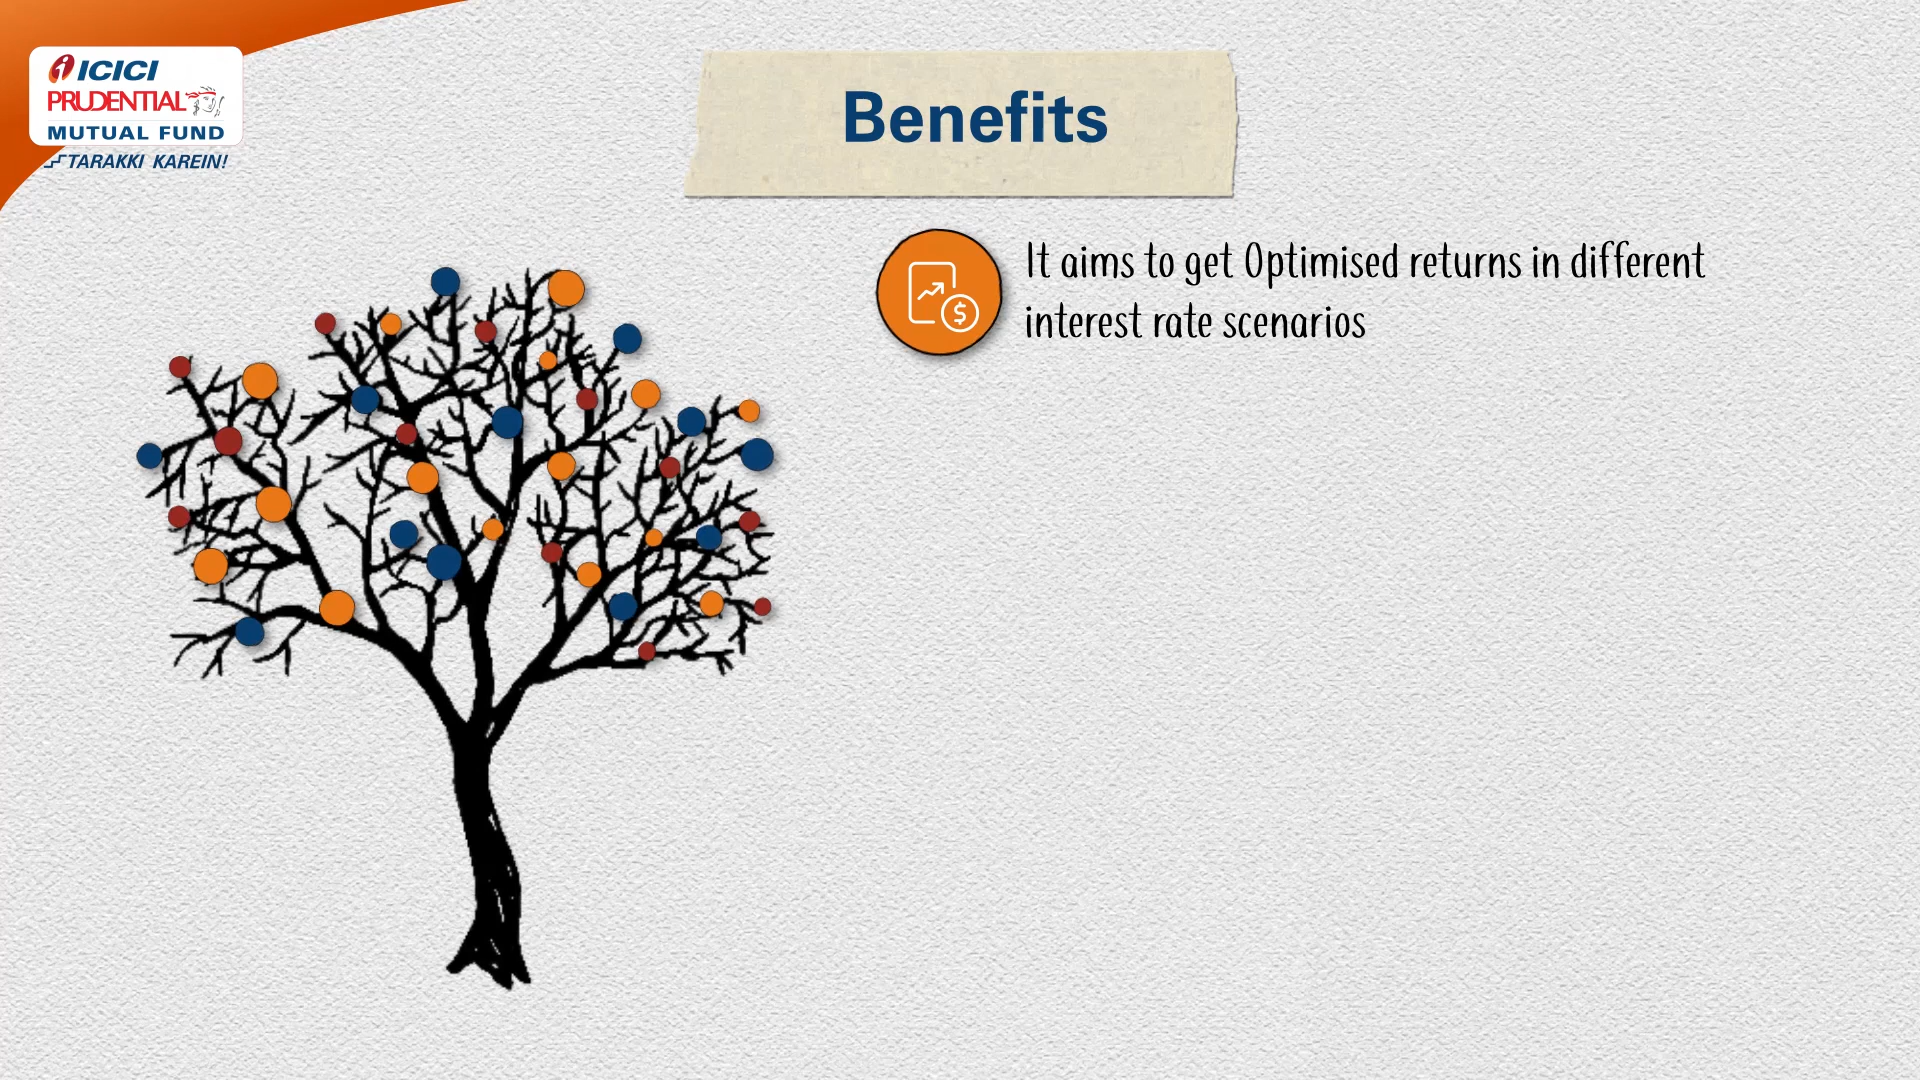 ICICI
PRUDENTIAL
MUTUAL FUND
TARAKKI KAREIN!
Benefits
It aims to get Optimised returns in different
interest rate scenarios
$